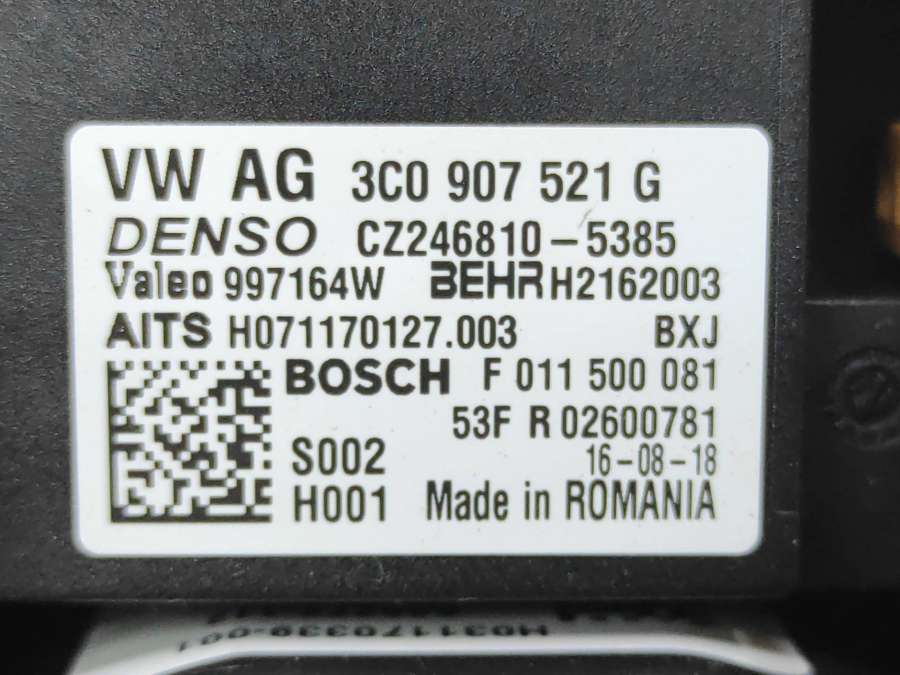 VW AG 3C0 907 521 G
DENSO CZ246810-5385
Valeo 997164W BEHR H2162003
AITS H071170127.003 BXJ
BOSCH F 011 500 081
53F R 02600781
S002 16-08-18
H001 Made in ROMANIA